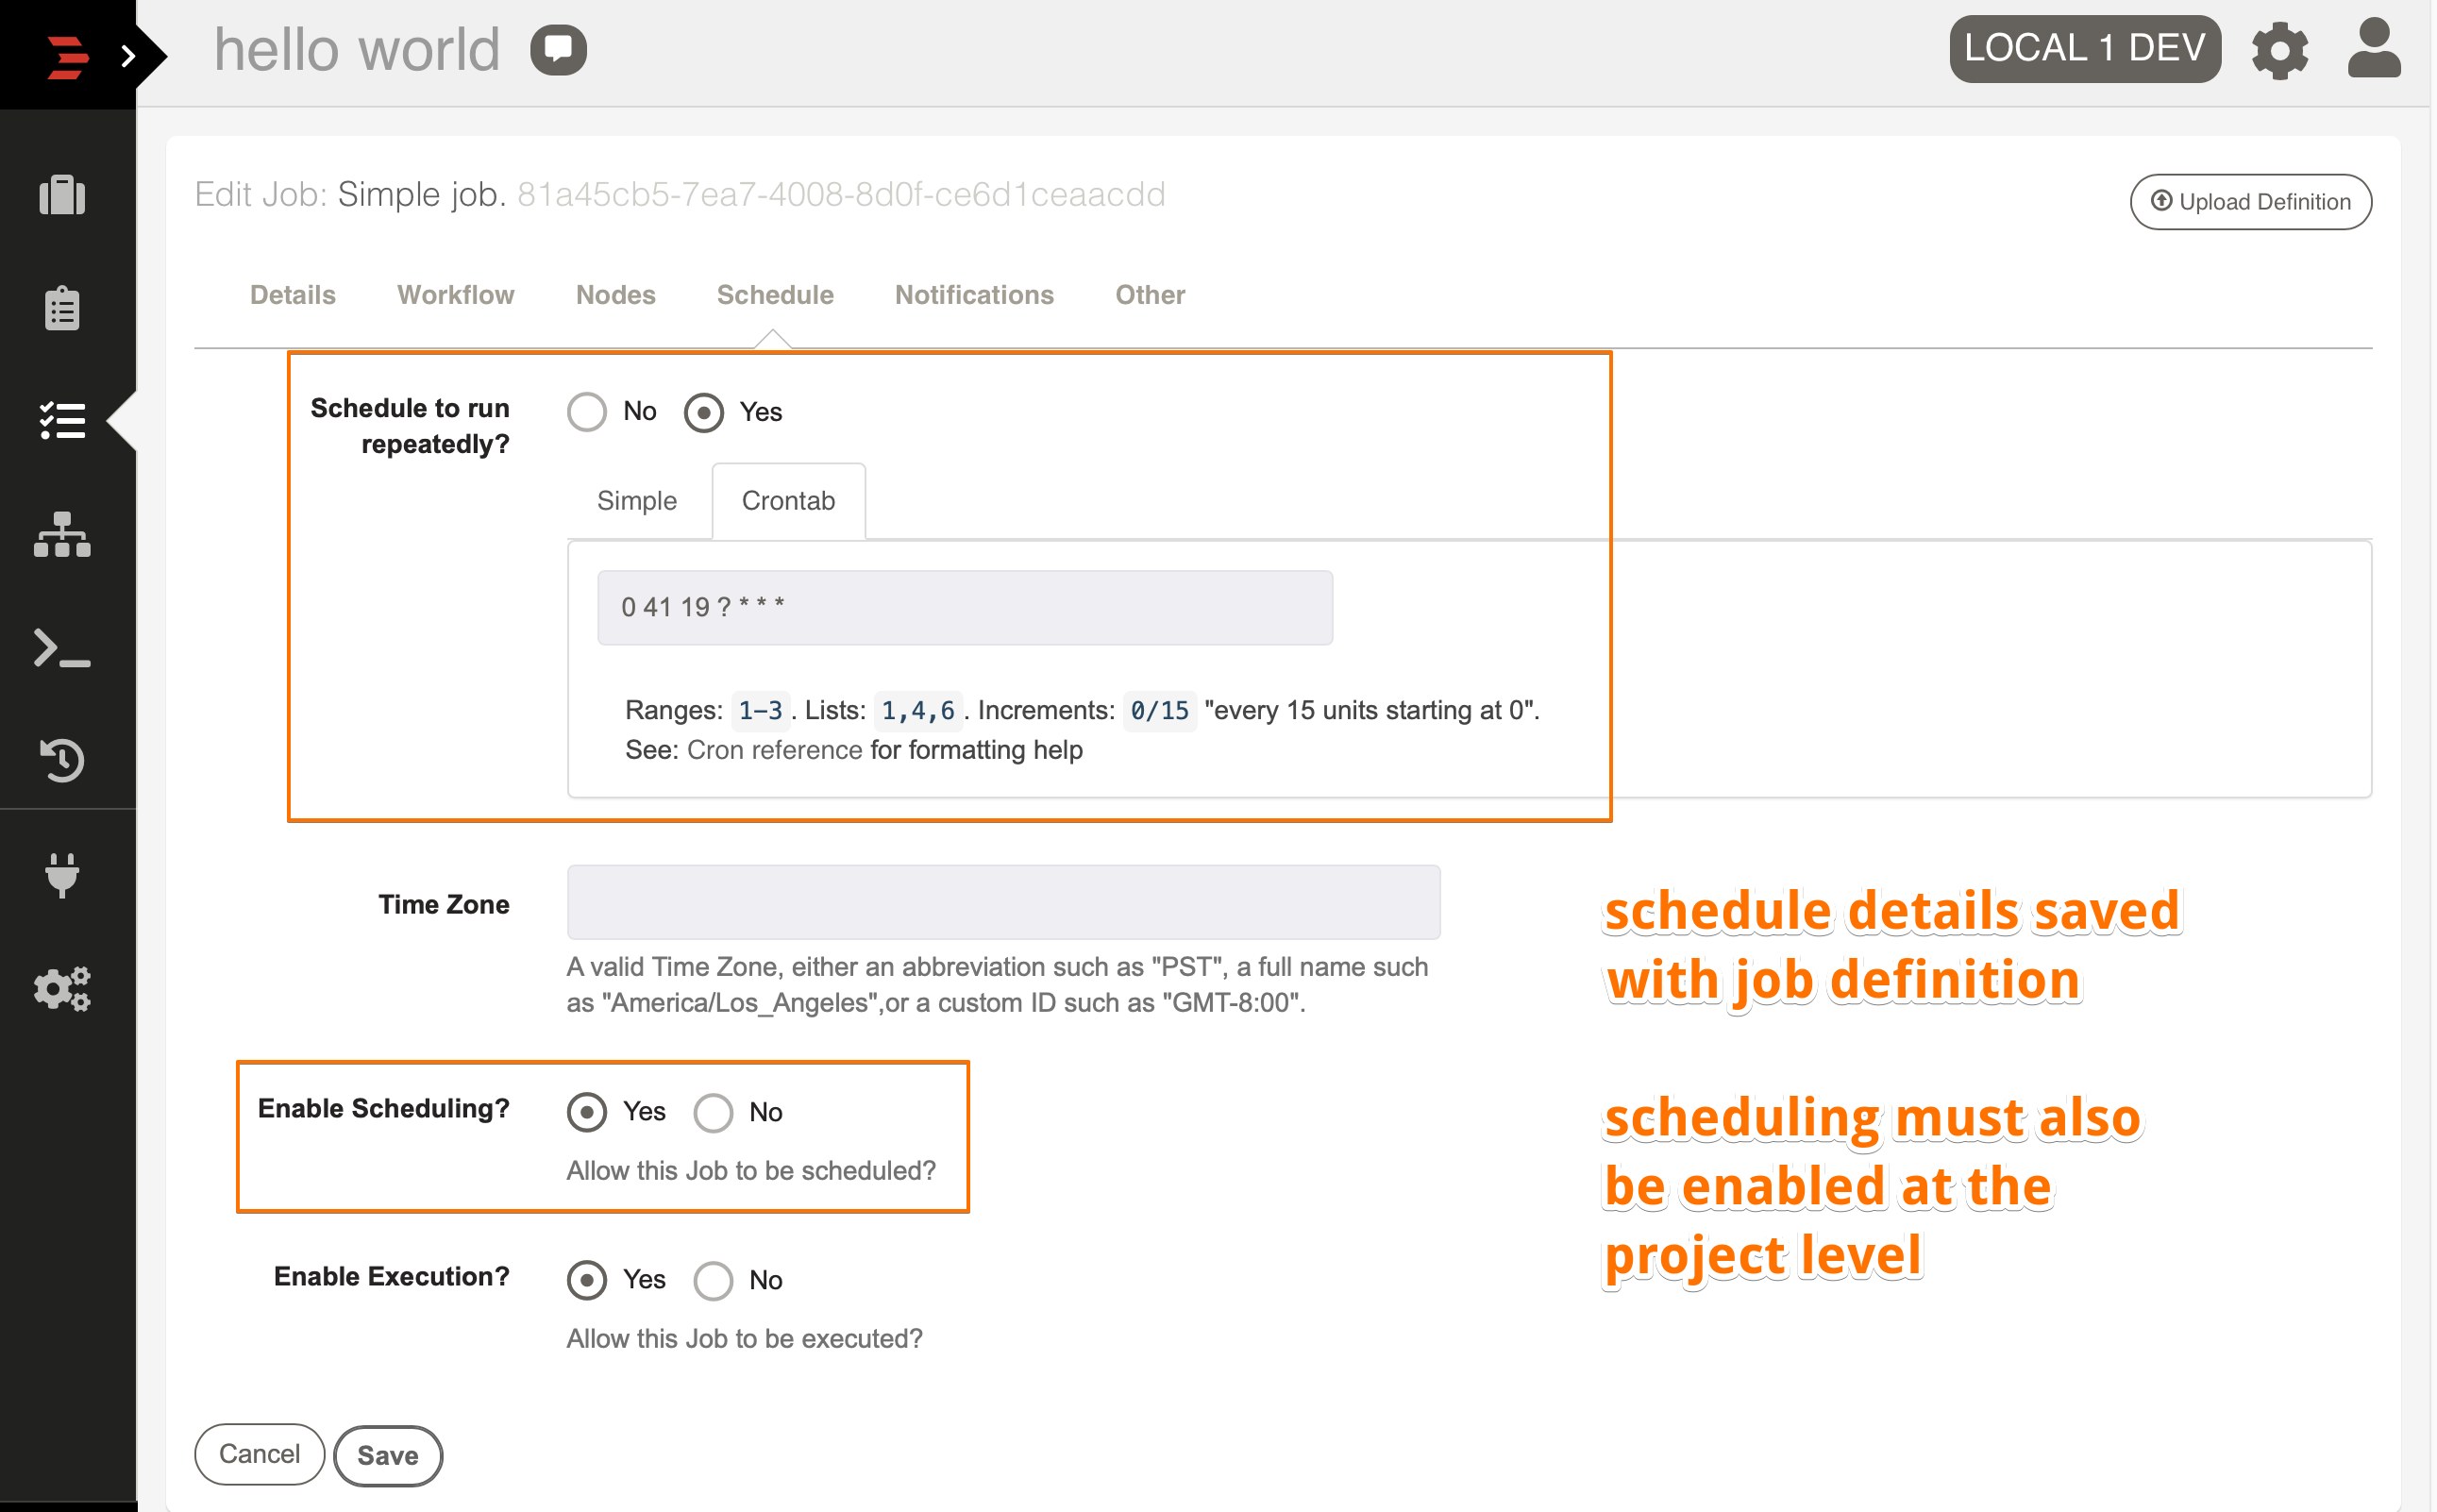 hello world
LOCAL 1 DEV
Edit Job: Simple job. 81a45cb5-7ea7-4008-8d0f-ce6d1ceaacdd
Upload Definition
Details Workflow Nodes Schedule Notifications Other
Schedule to run
repeatedly?
No Yes
Simple Crontab
0 41 19 ? * * *
Ranges: 1–3 . Lists: 1,4,6 . Increments: 0/15 "every 15 units starting at 0".
See: Cron reference for formatting help
Time Zone
A valid Time Zone, either an abbreviation such as "PST", a full name such
as "America/Los_Angeles",or a custom ID such as "GMT-8:00".
schedule details saved
with job definition
Enable Scheduling? Yes No
Allow this Job to be scheduled?
scheduling must also
be enabled at the
project level
Enable Execution? Yes No
Allow this Job to be executed?
Cancel Save